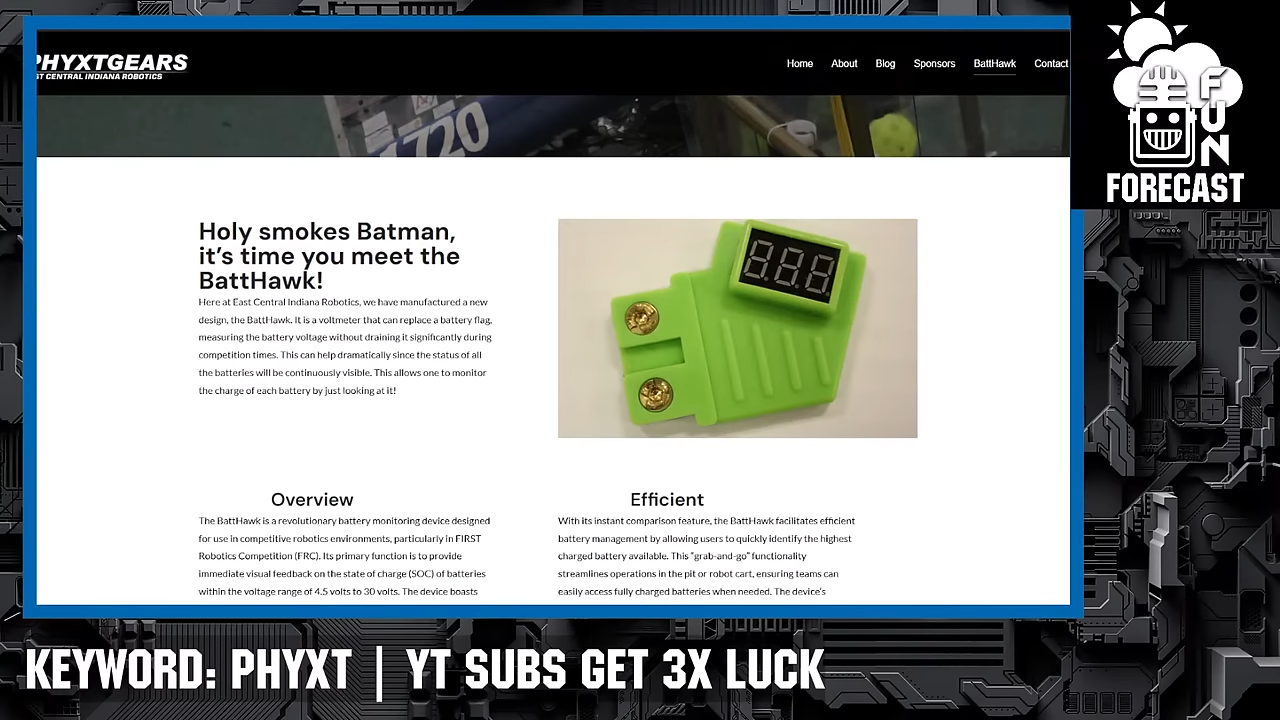 PHYXTGEARS
ST CENTRAL INDIANA ROBOTICS
Home About Blog Sponsors BattHawk Contact
FUN
FORECAST
1720
Holy smokes Batman,
it’s time you meet the
BattHawk!
Here at East Central Indiana Robotics, we have manufactured a new
design, the BattHawk. It is a voltmeter that can replace a battery flag,
measuring the battery voltage without draining it significantly during
competition times. This can help dramatically since the status of all
the batteries will be continuously visible. This allows one to monitor
the charge of each battery by just looking at it!
8.8.8.
Overview
The BattHawk is a revolutionary battery monitoring device designed
for use in competitive robotics environments, particularly in FIRST
Robotics Competition (FRC). Its primary function is to provide
immediate visual feedback on the state of charge (SOC) of batteries
within the voltage range of 4.5 volts to 30 volts. The device boasts
Efficient
With its instant comparison feature, the BattHawk facilitates efficient
battery management by allowing users to quickly identify the highest
charged battery available. This “grab-and-go” functionality
streamlines operations in the pit or robot cart, ensuring teams can
easily access fully charged batteries when needed. The device’s
KEYWORD: PHYXT | YT SUBS GET 3X LUCK